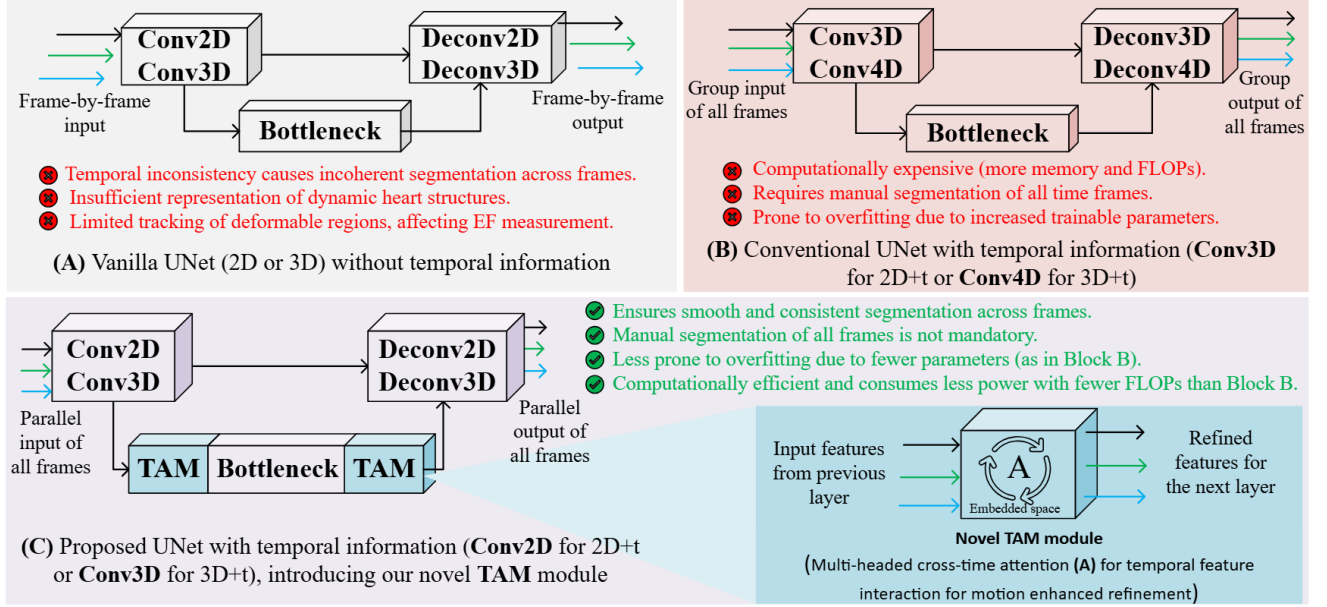 Conv2D
Conv3D
Deconv2D
Deconv3D
Frame-by-frame
input
Bottleneck
Frame-by-frame
output
Temporal inconsistency causes incoherent segmentation across frames.
Insufficient representation of dynamic heart structures.
Limited tracking of deformable regions, affecting EF measurement.
(A) Vanilla UNet (2D or 3D) without temporal information
Conv3D
Conv4D
Deconv3D
Deconv4D
Group input
of all frames
Bottleneck
Group
output of
all frames
Computationally expensive (more memory and FLOPs).
Requires manual segmentation of all time frames.
Prone to overfitting due to increased trainable parameters.
(B) Conventional UNet with temporal information (Conv3D
for 2D+t or Conv4D for 3D+t)
Conv2D
Conv3D
Deconv2D
Deconv3D
Parallel
input of
all frames
TAM
Bottleneck
TAM
Parallel
output of
all frames
Ensures smooth and consistent segmentation across frames.
Manual segmentation of all frames is not mandatory.
Less prone to overfitting due to fewer parameters (as in Block B).
Computationally efficient and consumes less power with fewer FLOPs than Block B.
(C) Proposed UNet with temporal information (Conv2D for 2D+t
or Conv3D for 3D+t), introducing our novel TAM module
Input features
from previous
layer
A
Embedded space
Refined
features for
the next layer
Novel TAM module
(Multi-headed cross-time attention (A) for temporal feature
interaction for motion enhanced refinement)